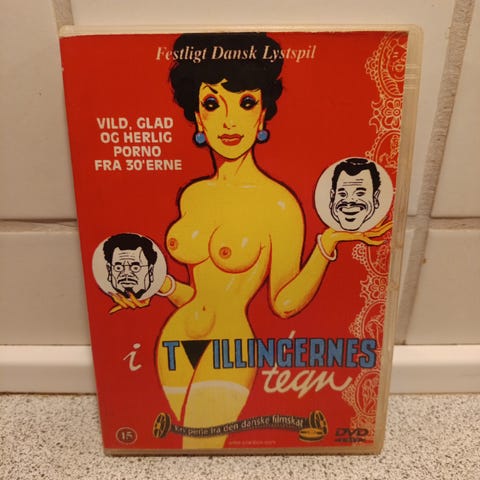 Festligt Dansk Lystspil
VILD, GLAD
OG HERLIG
PORNO
FRA 30'ERNE
i TVILLINGERNES
tegn
en perle fra den danske filmskat
15
DVD